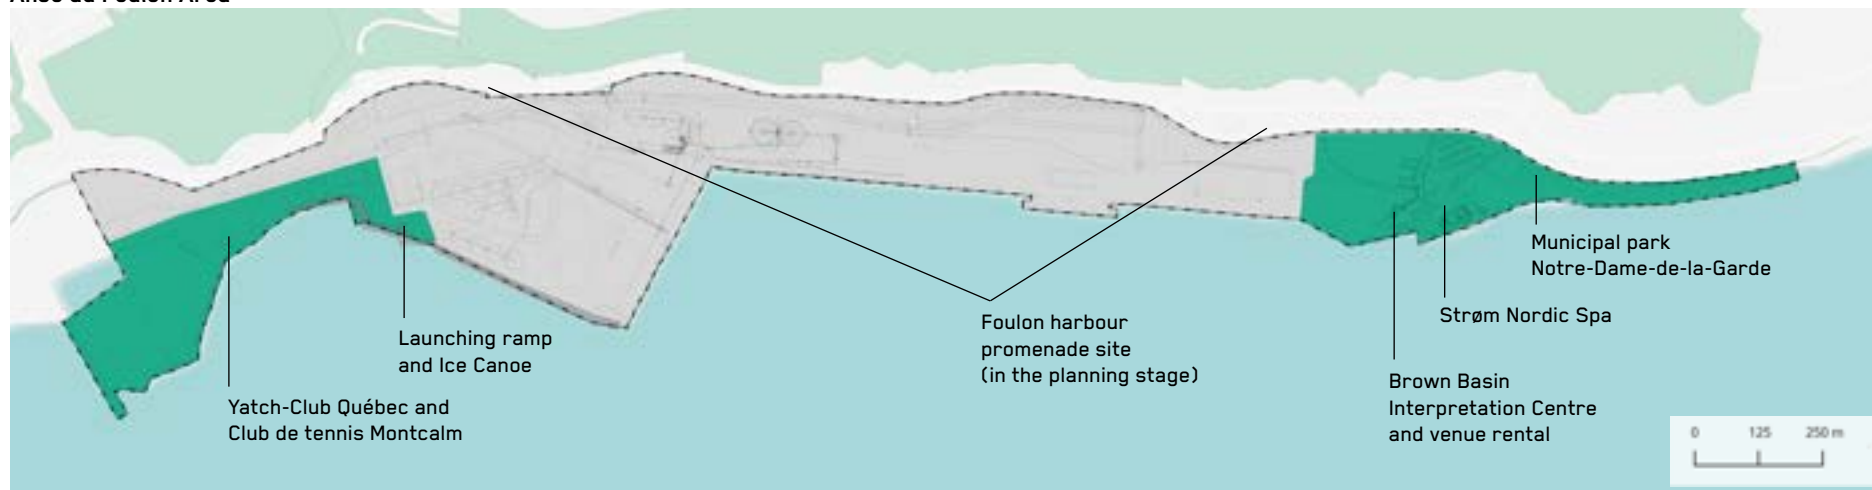 Anse au Foulon Area
Launching ramp
and Ice Canoe
Yatch-Club Québec and
Club de tennis Montcalm
Foulon harbour
promenade site
(in the planning stage)
Municipal park
Notre-Dame-de-la-Garde
Strøm Nordic Spa
Brown Basin
Interpretation Centre
and venue rental
0 125 250 m